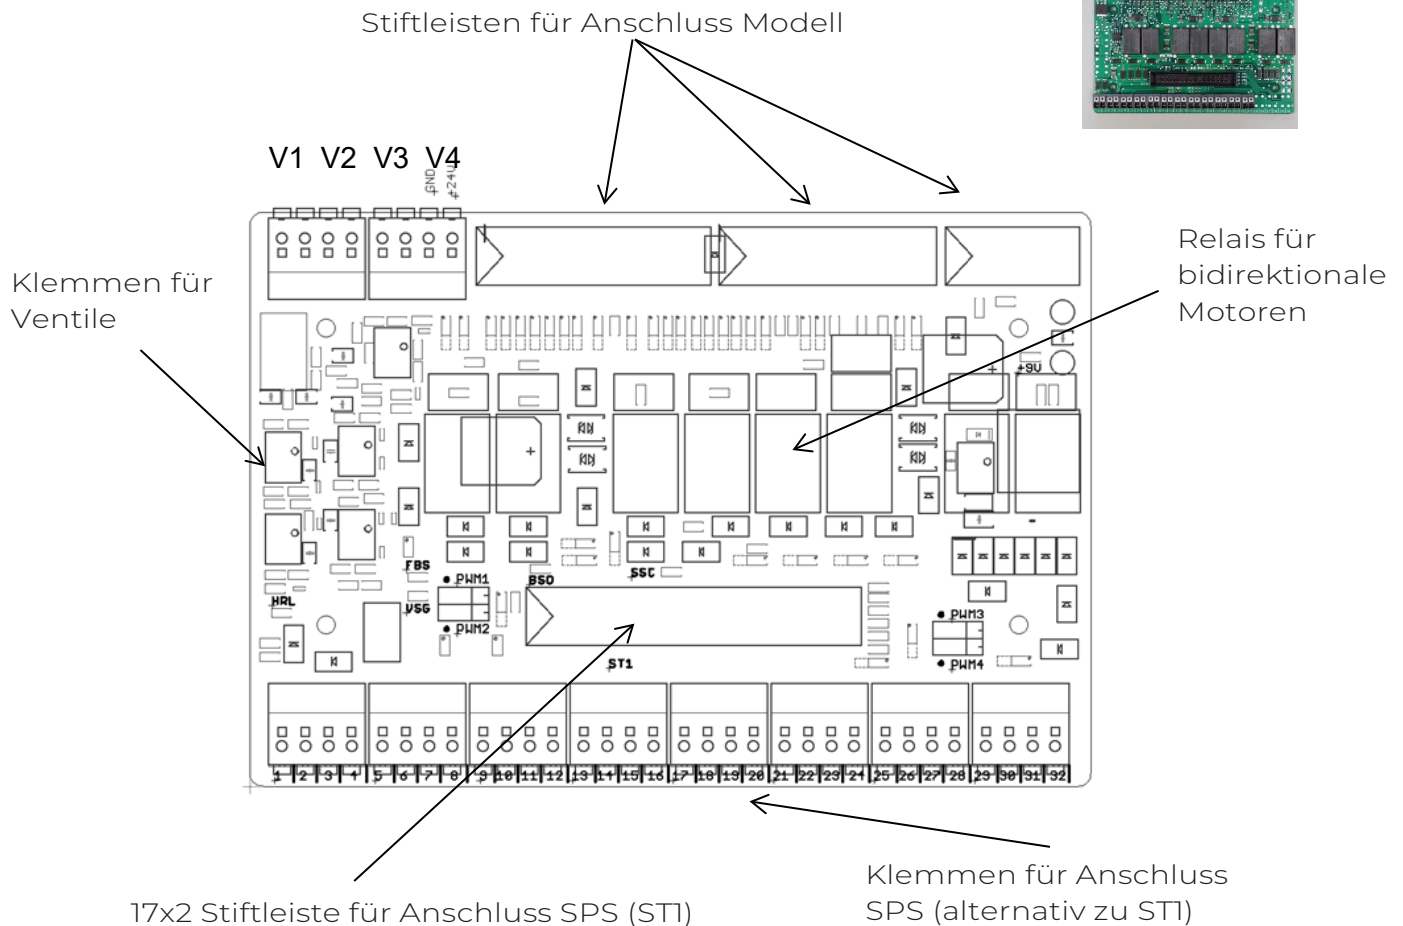 Stiftleisten für Anschluss Modell
V1 V2 V3 V4
GND
+24V
Klemmen für
Ventile
Relais für
bidirektionale
Motoren
+9V
-
FBS
PWM1
BSO
SSC
HRL
VSG
PWM2
PWM3
ST1
PWM4
1 2 3 4 5 6 7 8 9 10 11 12 13 14 15 16 17 18 19 20 21 22 23 24 25 26 27 28 29 30 31 32
Klemmen für Anschluss
SPS (alternativ zu ST1)
17x2 Stiftleiste für Anschluss SPS (ST1)